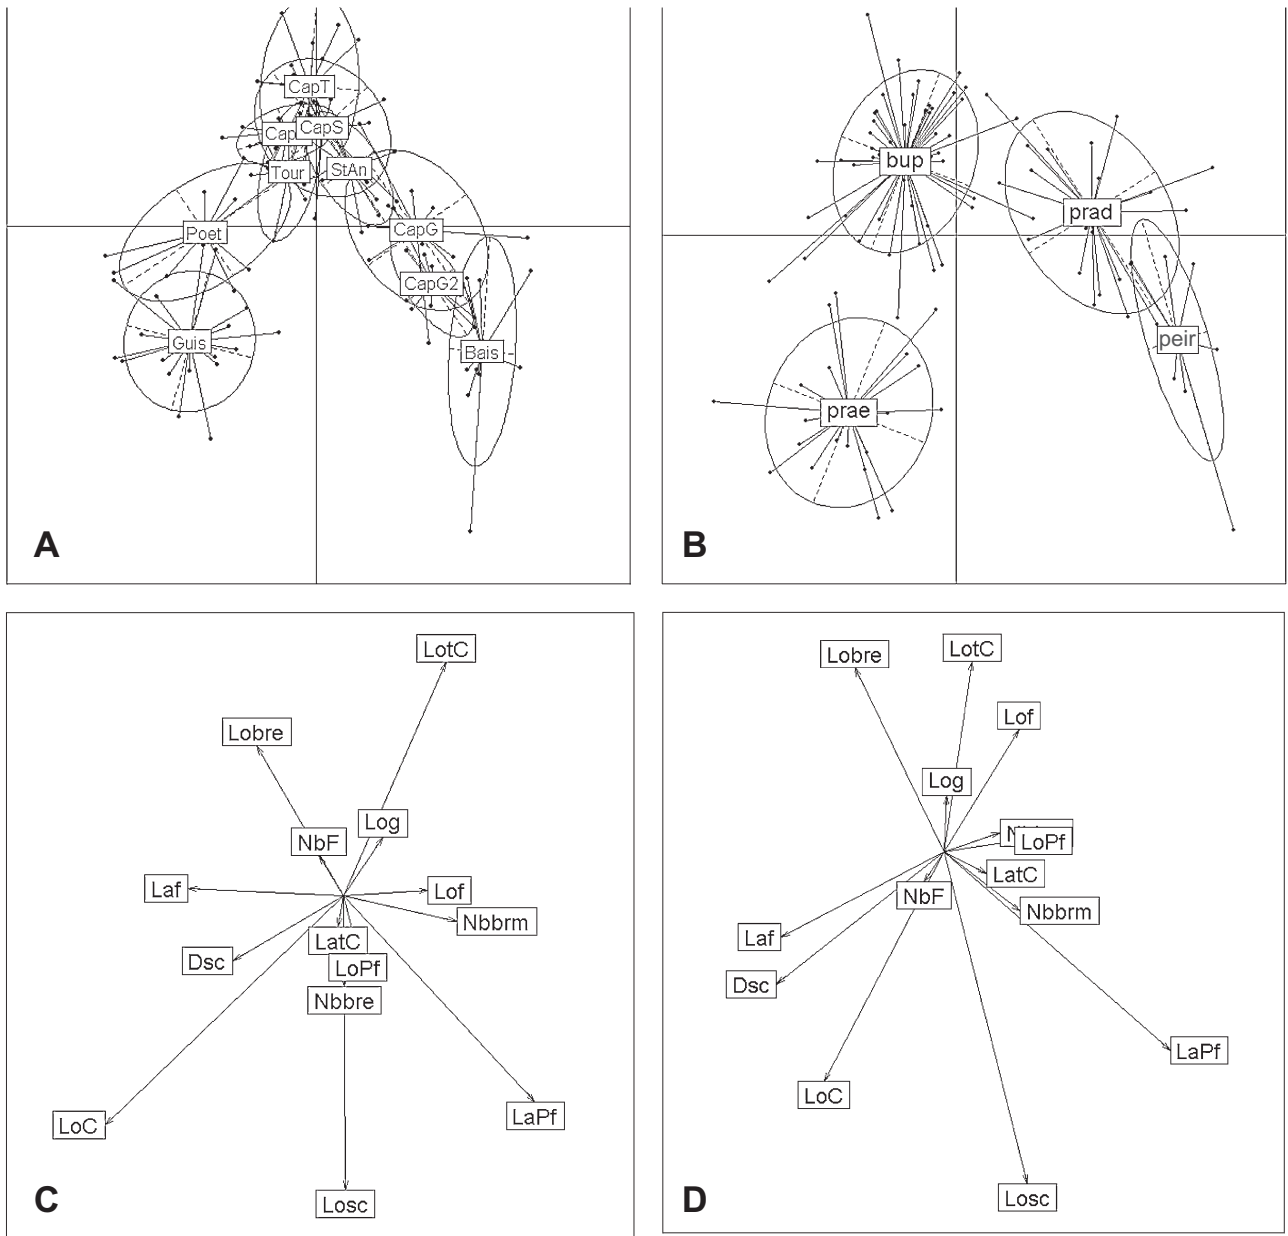 CapT
Cap
CapS
Tour
StAn
Poet
CapG
CapG2
Guis
Bais
A
bup
prad
peir
prae
B
LotC
Lobre
NbF
Log
Laf
Lof
Nbbrm
LatC
Dsc
LoPf
Nbbre
LoC
LaPf
Losc
C
Lobre
LotC
Lof
Log
LoPf
LatC
NbF
Nbbrm
Laf
Dsc
LaPf
LoC
Losc
D